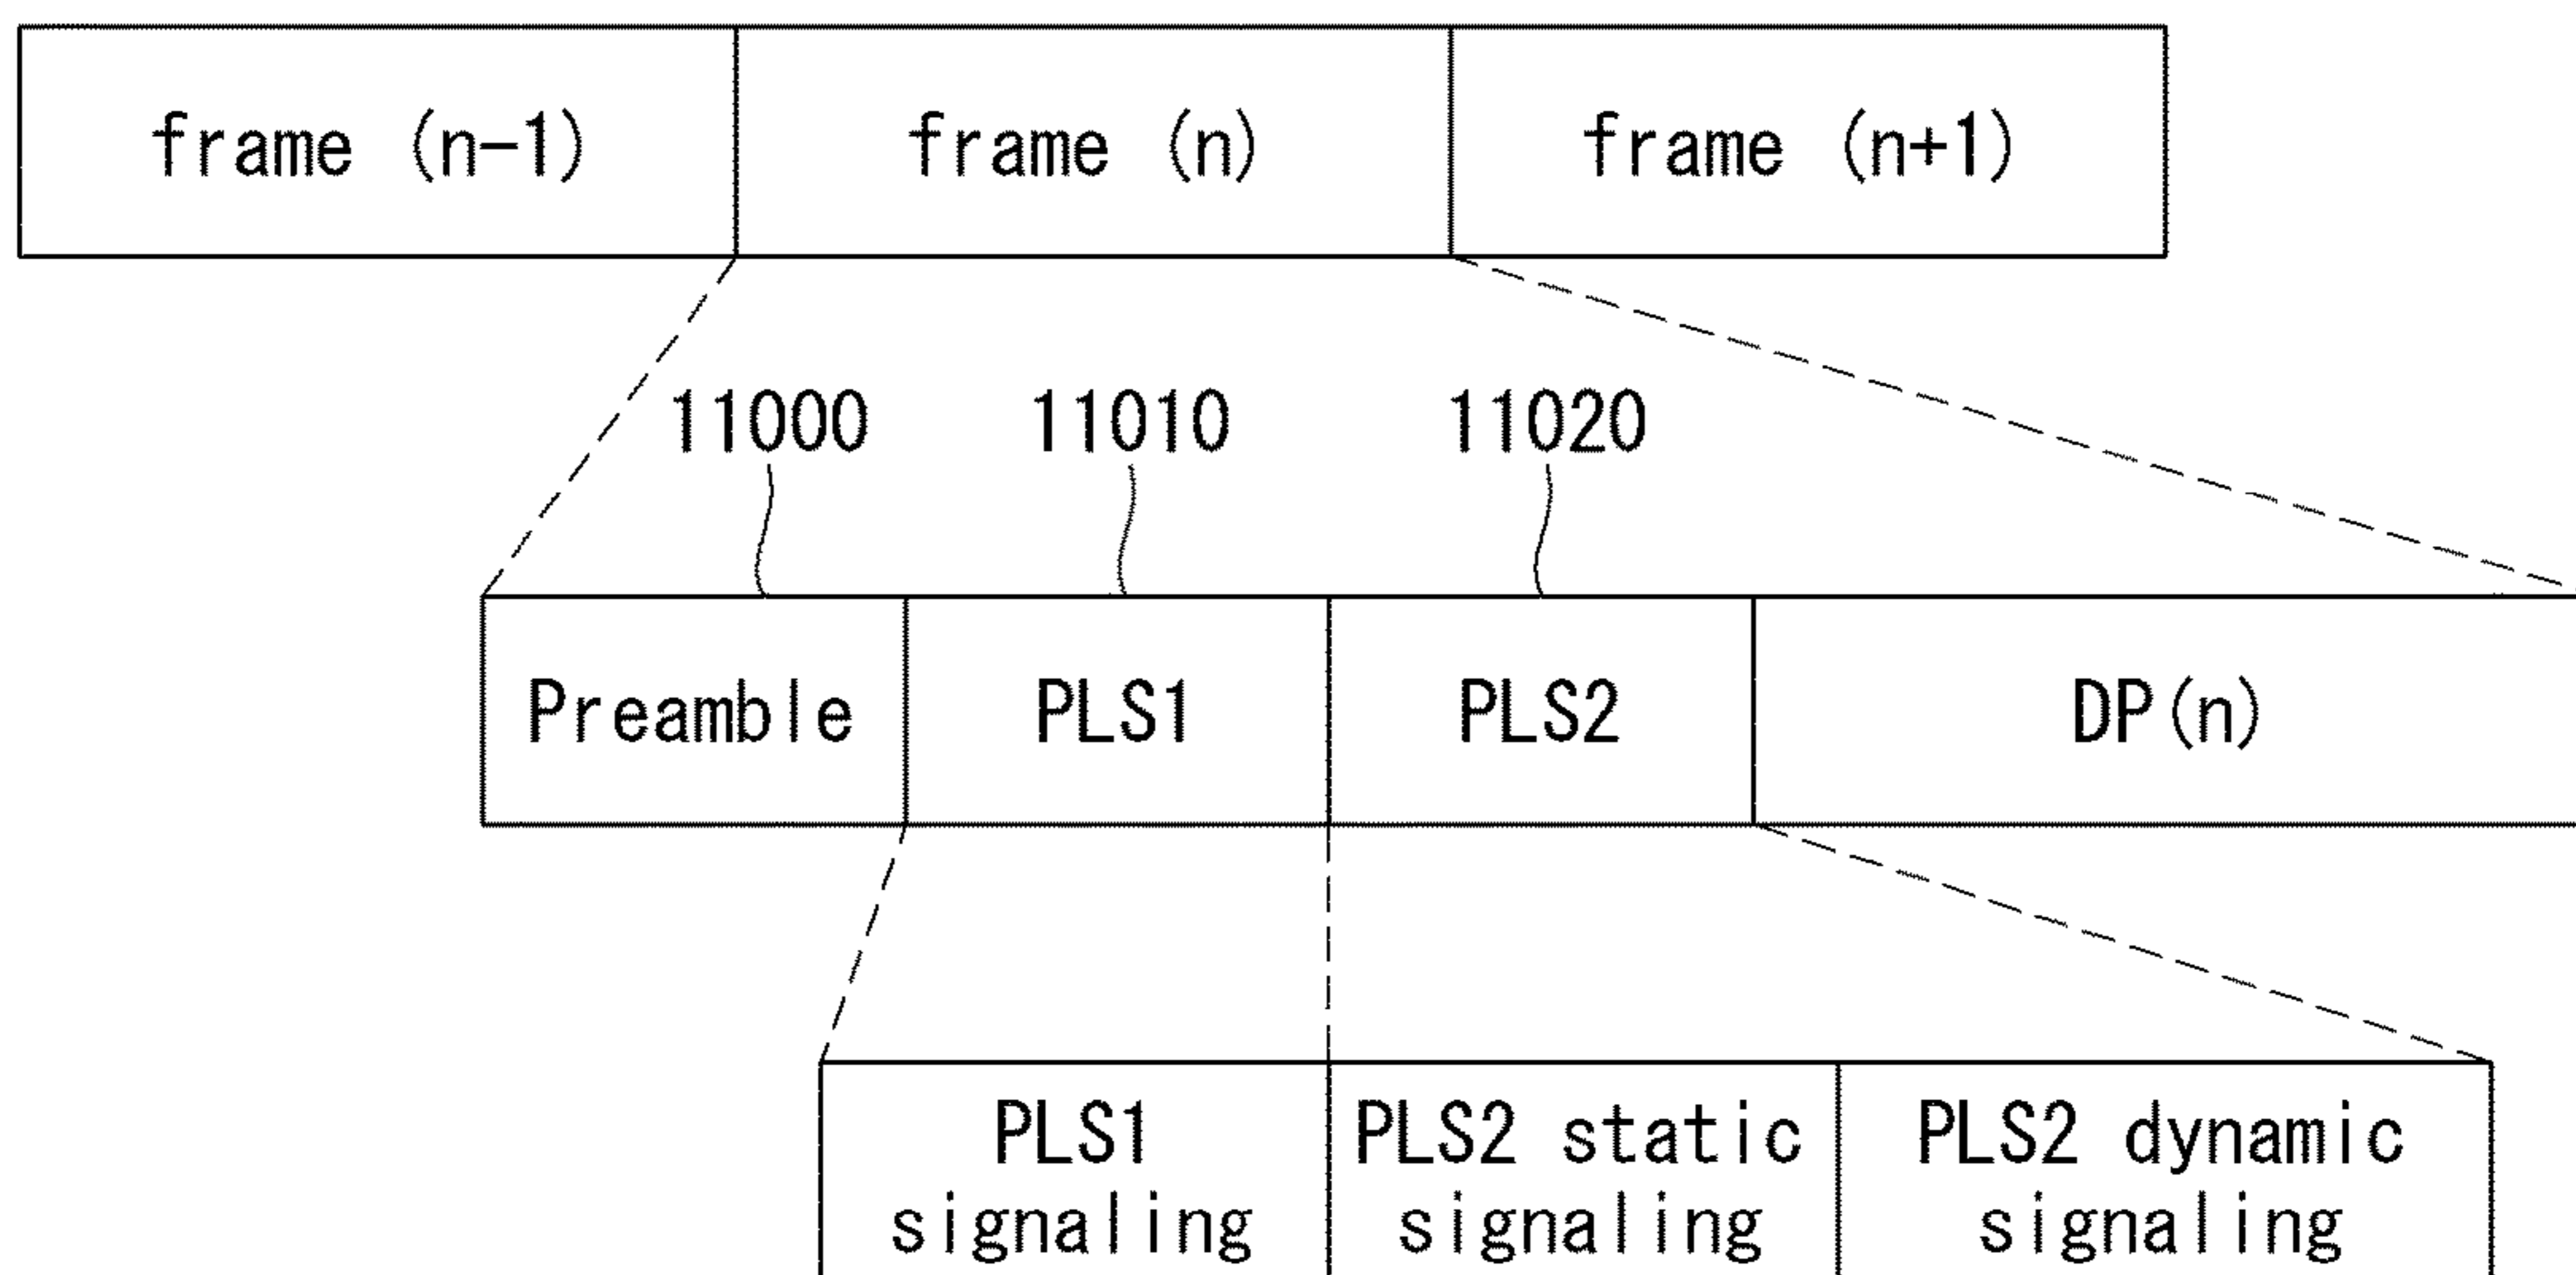 frame (n-1) frame (n) frame (n+1)
11000 11010 11020
Preamble PLS1 PLS2 DP(n)
PLS1 PLS2 static PLS2 dynamic
signaling signaling signaling